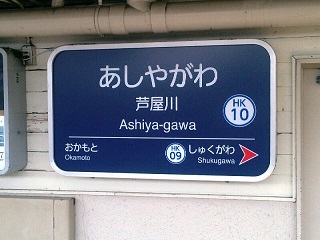 あしやがわ
芦屋川
HK
10
Ashiya-gawa
おかもと
Okamoto
HK
09
しゅくがわ
Shukugawa